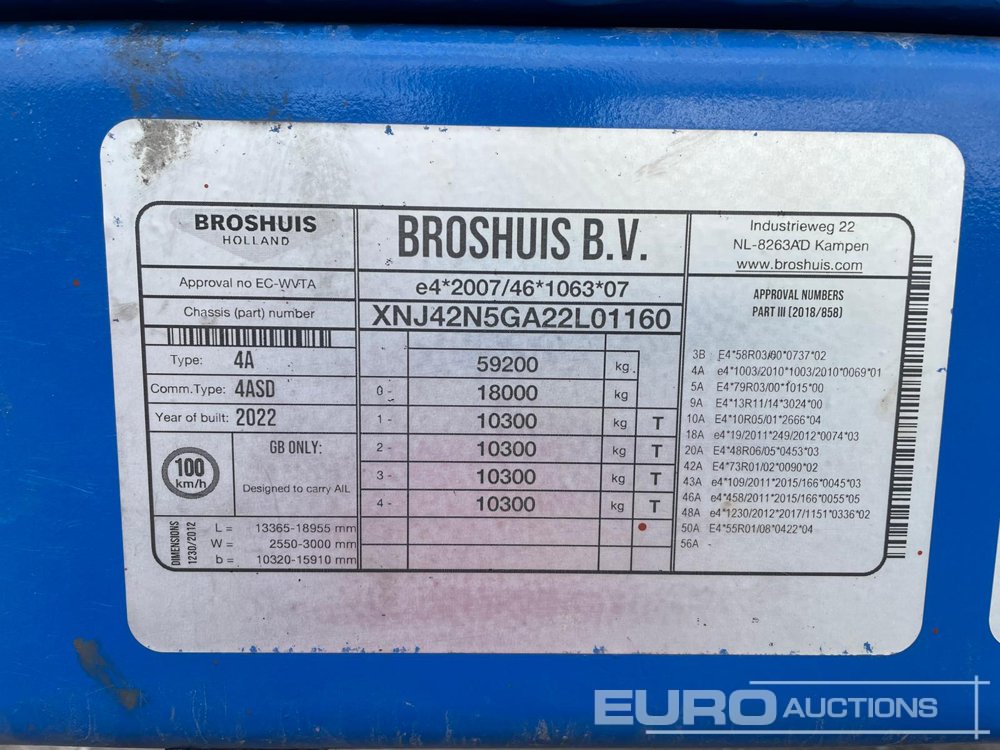 BROSHUIS
HOLLAND
BROSHUIS B.V.
Industrieweg 22
NL-8263AD Kampen
www.broshuis.com
Approval no EC-WVTA
e4*2007/46*1063*07
Chassis (part) number
XNJ42N5GA22L01160
Type: 4A
Comm.Type: 4ASD
Year of built: 2022
100
km/h
GB ONLY:
Designed to carry AIL
59200 kg
0- 18000 kg
1- 10300 kg T
2- 10300 kg T
3- 10300 kg T
4- 10300 kg T
DIMENSIONS
1230/2012
L = 13365-18955 mm
W = 2550-3000 mm
b = 10320-15910 mm
APPROVAL NUMBERS
PART III (2018/858)
3B E4*58R03/00*0737*02
4A e4*1003/2010*1003/2010*0069*01
5A E4*79R03/00*1015*00
9A E4*13R11/14*3024*00
10A E4*10R05/01*2666*04
18A e4*19/2011*249/2012*0074*03
20A E4*48R06/05*0453*03
42A E4*73R01/02*0090*02
43A e4*109/2011*2015/166*0045*03
46A e4*458/2011*2015/166*0055*05
48A e4*1230/2012*2017/1151*0336*02
50A E4*55R01/08*0422*04
56A -
EURO AUCTIONS